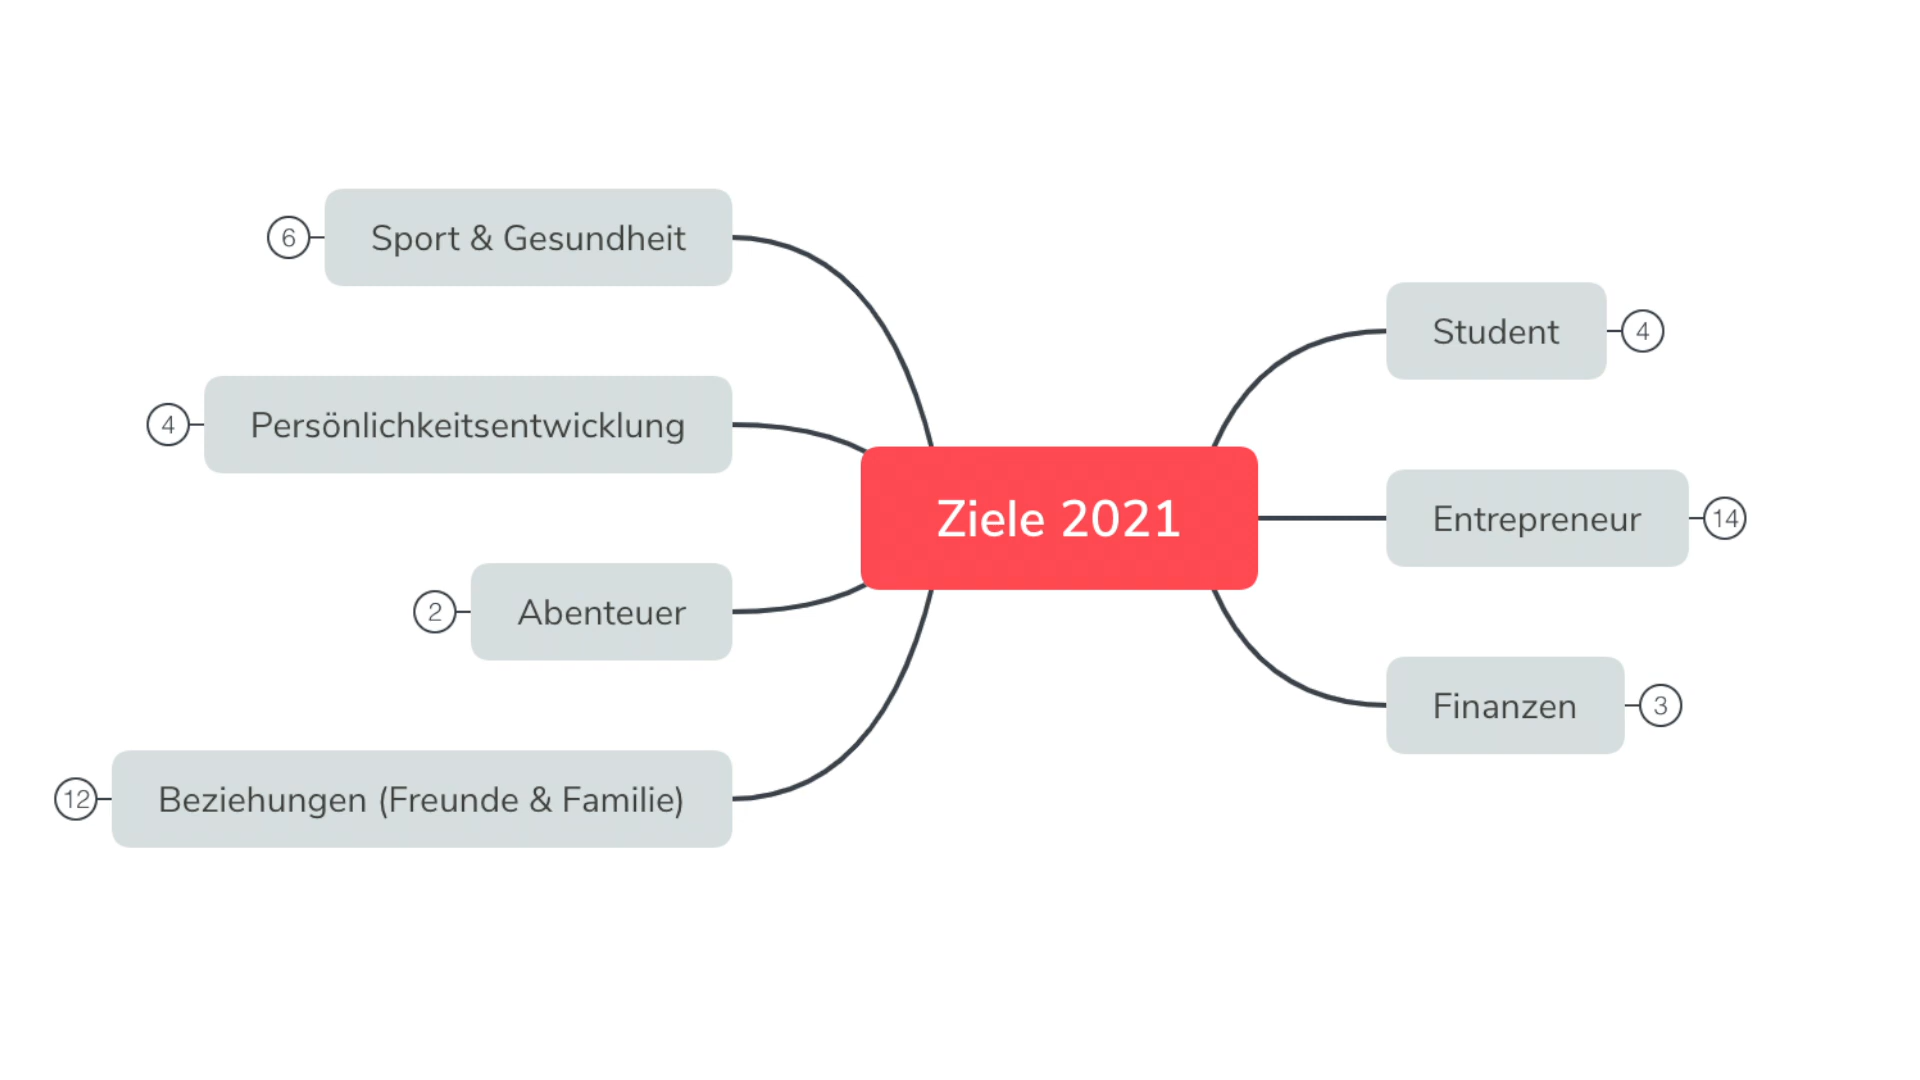 6
Sport & Gesundheit
4
Persönlichkeitsentwicklung
2
Abenteuer
12
Beziehungen (Freunde & Familie)
Ziele 2021
Student
4
Entrepreneur
14
Finanzen
3